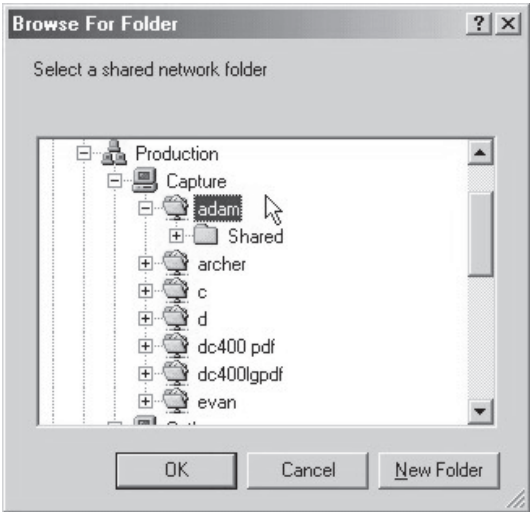 Browse For Folder
Select a shared network folder
Production
Capture
adam
Shared
archer
c
d
dc400 pdf
dc400lgpdf
evan
OK Cancel New Folder